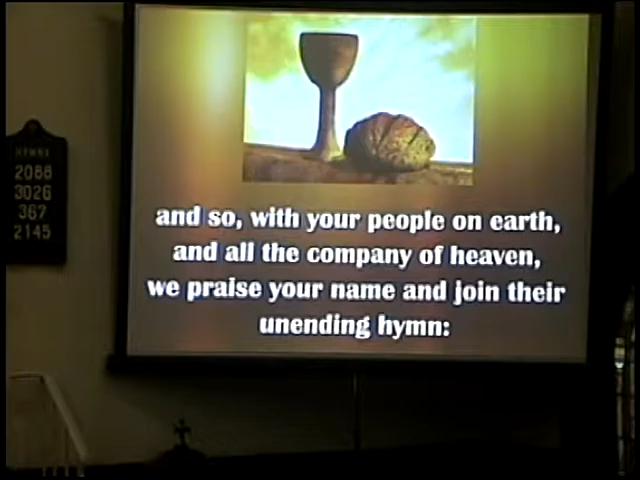 HYMNS
2088
3026
367
2145
and so, with your people on earth,
and all the company of heaven,
we praise your name and join their
unending hymn: